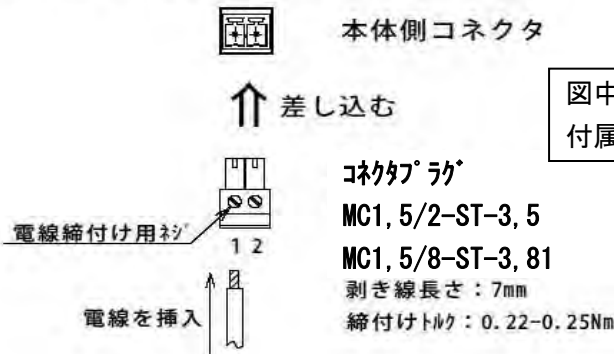 本体側コネクタ
差し込む
図中
付属
コネクタプラグ
MC1,5/2-ST-3,5
電線締付け用ネジ
1 2
MC1,5/8-ST-3,81
剥き線長さ：7mm
電線を挿入
締付けトルク：0.22-0.25Nm